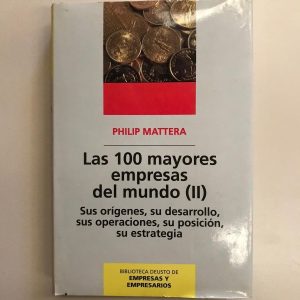 PHILIP MATTERA
Las 100 mayores
empresas
del mundo (II)
Sus orígenes, su desarrollo,
sus operaciones, su posición,
su estrategia
BIBLIOTECA DEUSTO DE
EMPRESAS Y
EMPRESARIOS